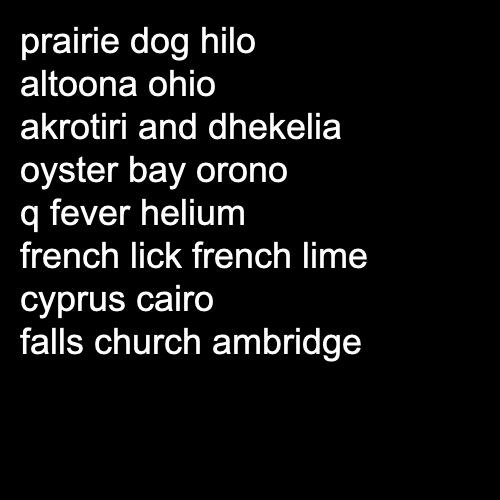 prairie dog hilo
altoona ohio
akrotiri and dhekelia
oyster bay orono
q fever helium
french lick french lime
cyprus cairo
falls church ambridge